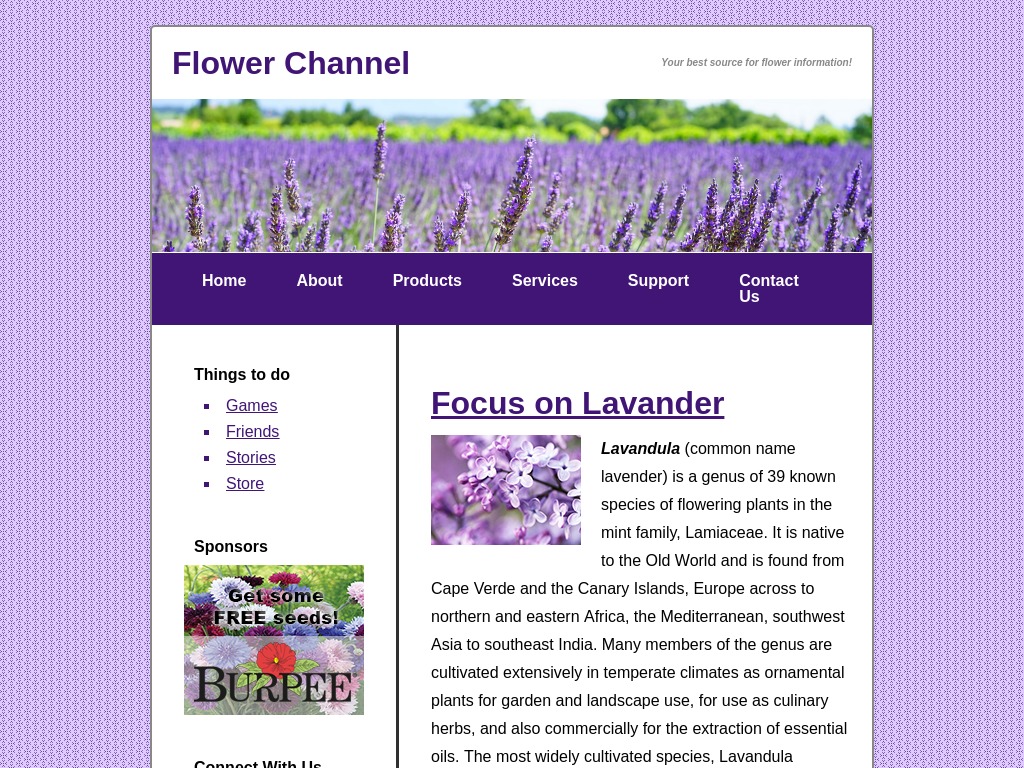 Flower Channel
Your best source for flower information!
Home About Products Services Support Contact
Us
Things to do
Games
Friends
Stories
Store
Sponsors
Get some
FREE seeds!
BURPEE
Connect With Us
Focus on Lavander
Lavandula (common name
lavender) is a genus of 39 known
species of flowering plants in the
mint family, Lamiaceae. It is native
to the Old World and is found from
Cape Verde and the Canary Islands, Europe across to
northern and eastern Africa, the Mediterranean, southwest
Asia to southeast India. Many members of the genus are
cultivated extensively in temperate climates as ornamental
plants for garden and landscape use, for use as culinary
herbs, and also commercially for the extraction of essential
oils. The most widely cultivated species, Lavandula